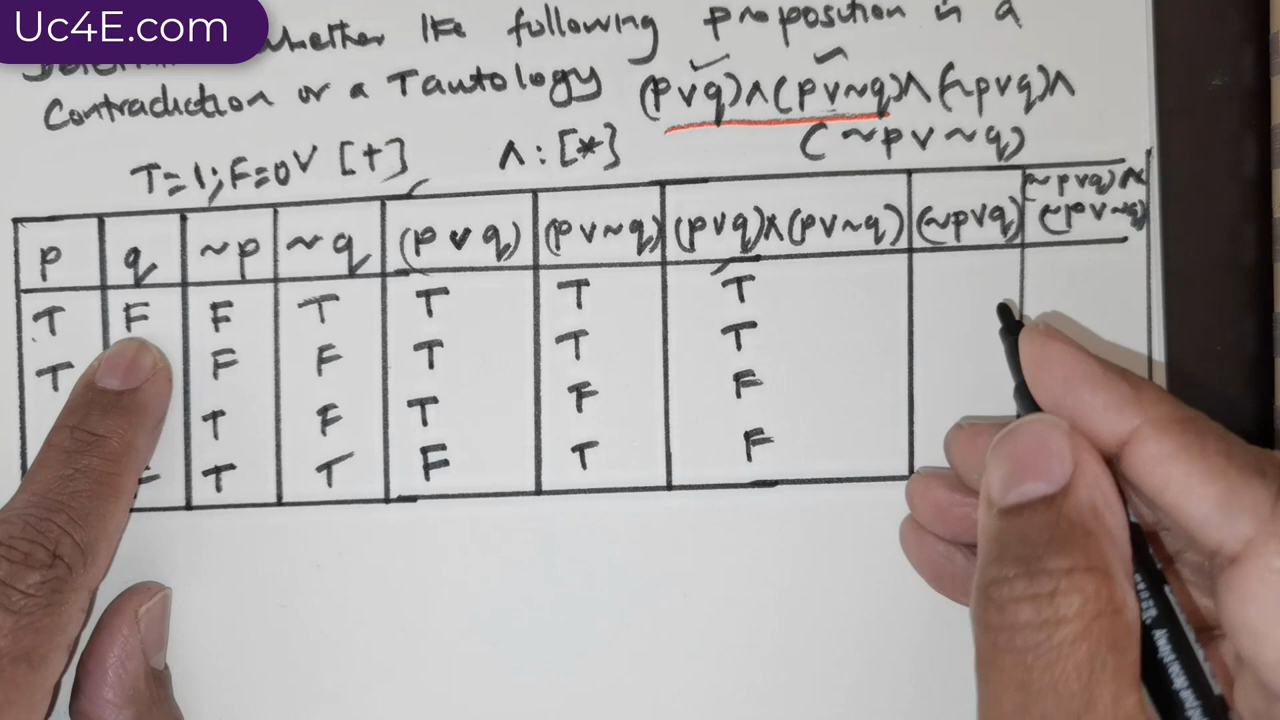 Uc4E.com
whether the following proposition is a
Contradiction or a Tautology (p∨q)∧(p∨~q)∧(~p∨q)∧
(~p∨~q)
T=1; F=0 ∨ [+] ∧: [*]
p q ~p ~q (p ∨ q) (p∨~q) (p∨q)∧(p∨~q) (~p∨q) ~p∨q)∧
(~p∨~q)
T F F T T T T
T F F T T T
T F T F F
F T T F T F